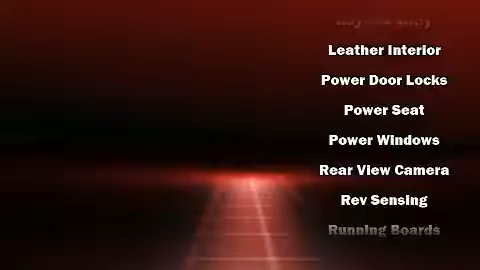 Leather Interior
Power Door Locks
Power Seat
Power Windows
Rear View Camera
Rev Sensing
Running Boards